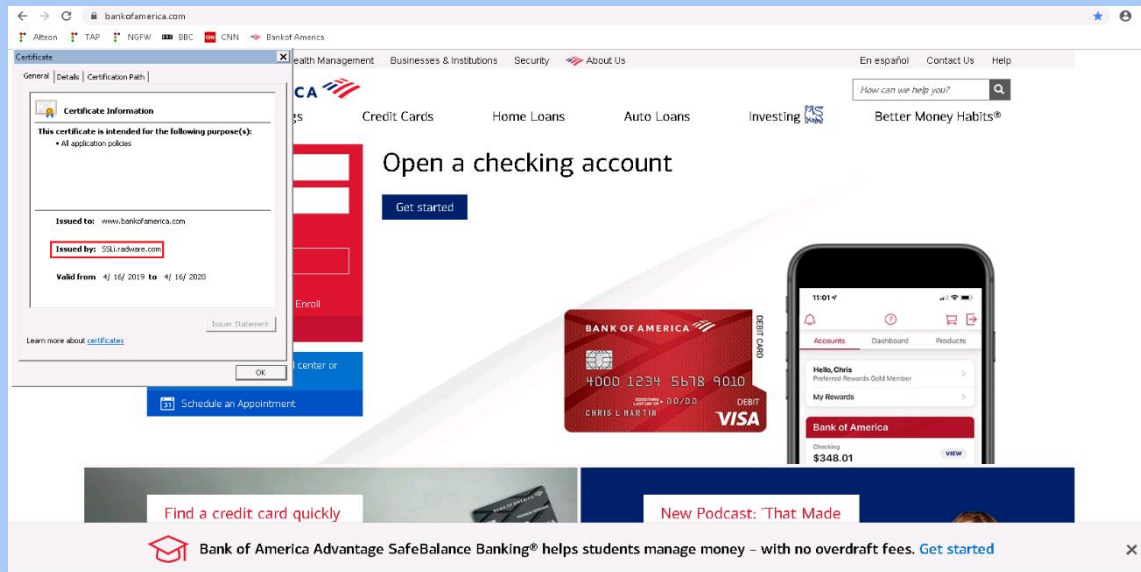 bankofamerica.com
Alteon TAP NGFW BBC CNN Bankof America
Certificate
ealth Management Businesses & Institutions Security About Us En español Contact Us Help
General Details Certification Path
CA
How can we help you?
gs Credit Cards Home Loans Auto Loans Investing Better Money Habits®
Certificate Information
This certificate is intended for the following purpose(s):
• All application policies
Issued to: www.bankofamerica.com
Issued by: SSLi.radware.com
Valid from 4/ 16/ 2019 to 4/ 16/ 2020
Issuer Statement
Learn more about certificates
OK
Open a checking account
Get started
Enroll
l center or
31 Schedule an Appointment
BANK OF AMERICA
DEBIT CARD
4000 1234 5678 9010
00/00 DEBIT
CHRIS L MARTIN VISA
11:01
Accounts Dashboard Products
Hello, Chris
Preferred Rewards Gold Member
My Rewards
Bank of America
Checking
$348.01 VIEW
Find a credit card quickly
New Podcast: 'That Made
Bank of America Advantage SafeBalance Banking® helps students manage money – with no overdraft fees. Get started